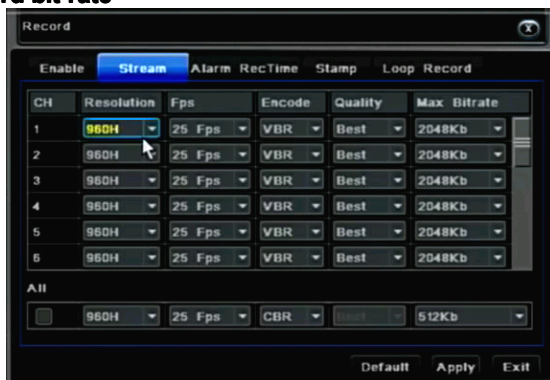 Record X
Enable Stream Alarm RecTime Stamp Loop Record
CH Resolution Fps Encode Quality Max Bitrate
1 960H 25 Fps VBR Best 2048Kb
2 960H 25 Fps VBR Best 2048Kb
3 960H 25 Fps VBR Best 2048Kb
4 960H 25 Fps VBR Best 2048Kb
5 960H 25 Fps VBR Best 2048Kb
6 960H 25 Fps VBR Best 2048Kb
All
960H 25 Fps CBR Best 512Kb
Default Apply Exit